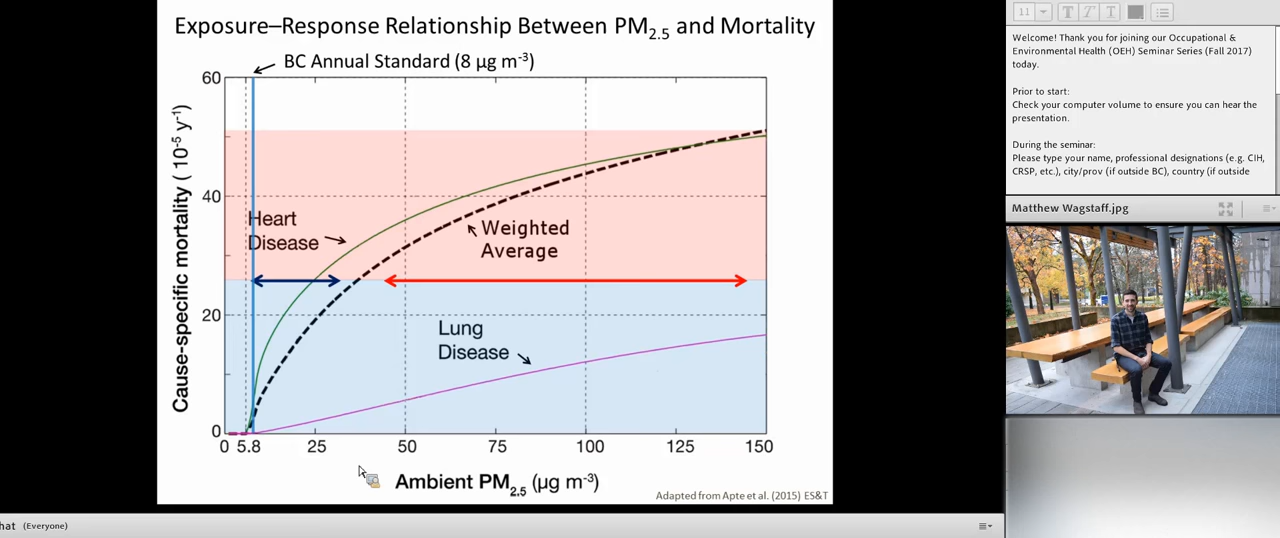 Exposure–Response Relationship Between PM2.5 and Mortality
BC Annual Standard (8 µg m-3)
Cause-specific mortality (10-5 y-1)
60
40
20
0
Heart
Disease
Weighted
Average
Lung
Disease
0 5.8 25 50 75 100 125 150
Ambient PM2.5 (µg m-3)
Adapted from Apte et al. (2015) ES&T
hat (Everyone)
11 T T T
Welcome! Thank you for joining our Occupational &
Environmental Health (OEH) Seminar Series (Fall 2017)
today.
Prior to start:
Check your computer volume to ensure you can hear the
presentation.
During the seminar:
Please type your name, professional designations (e.g. CIH,
CRSP, etc.), city/prov (if outside BC), country (if outside
Matthew Wagstaff.jpg